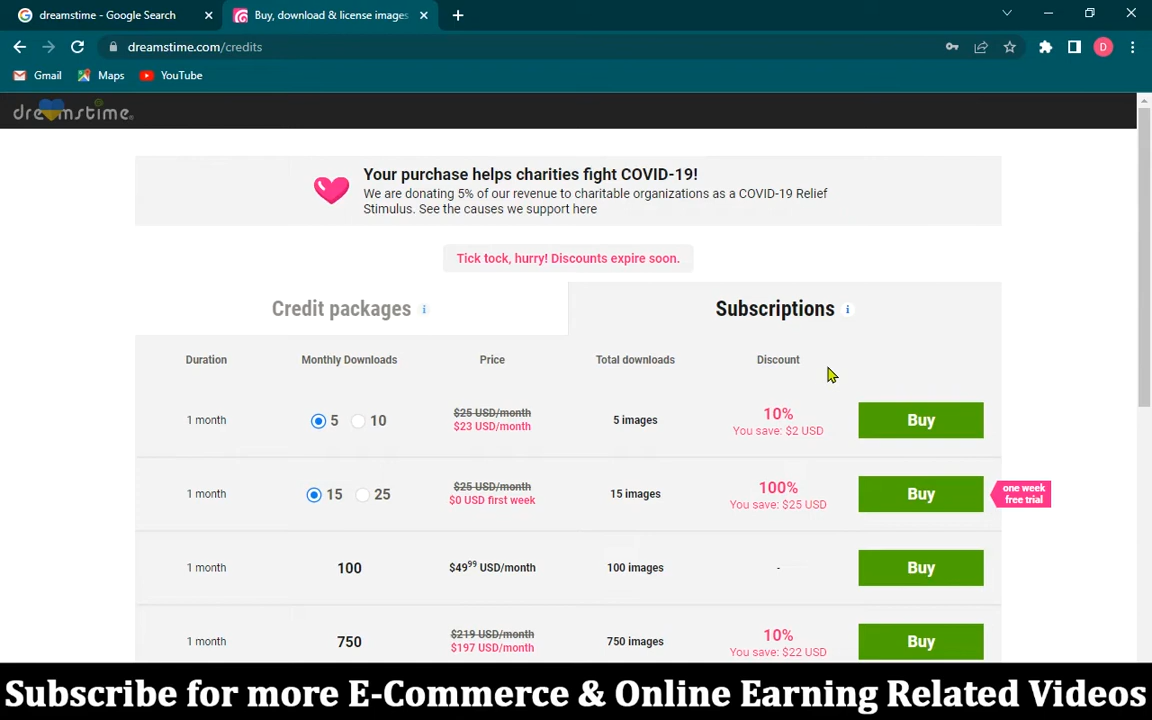 dreamstime - Google Search
Buy, download & license images
dreamstime.com/credits
D
Gmail
Maps
YouTube
dreamstime.
Your purchase helps charities fight COVID-19!
We are donating 5% of our revenue to charitable organizations as a COVID-19 Relief
Stimulus. See the causes we support here
Tick tock, hurry! Discounts expire soon.
Credit packages i
Subscriptions i
Duration Monthly Downloads Price Total downloads Discount
1 month 5 10 $25 USD/month 5 images 10% Buy
$23 USD/month You save: $2 USD
1 month 15 25 $25 USD/month 15 images 100% Buy one week
$0 USD first week You save: $25 USD free trial
1 month 100 $49⁹⁹ USD/month 100 images - Buy
1 month 750 $219 USD/month 750 images 10% Buy
$197 USD/month You save: $22 USD
Subscribe for more E-Commerce & Online Earning Related Videos